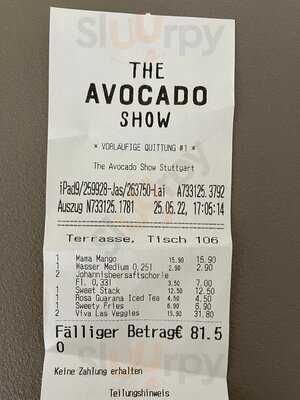 sluurpy
THE
AVOCADO
SHOW
* VORLÄUFIGE QUITTUNG #1 *
The Avocado Show Stuttgart
iPad9/259928-Jas/263750-Lai A733125.3792
Auszug N733125.1781 25.05.22, 17:05:14
Terrasse, Tisch 106
1 Mama Mango 15.90 15.90
1 Wasser Medium 0,25l 2.90 2.90
2 Johannisbeersaftschorle
Fl. 0,33l 3.50 7.00
1 Sweet Stack 12.50 12.50
1 Rosa Guarana Iced Tea 4.50 4.50
1 Sweety Fries 6.90 6.90
2 Viva Las Veggies 15.90 31.80
Fälliger Betrag€ 81.5
0
Keine Zahlung erhalten
Teilungshinweis